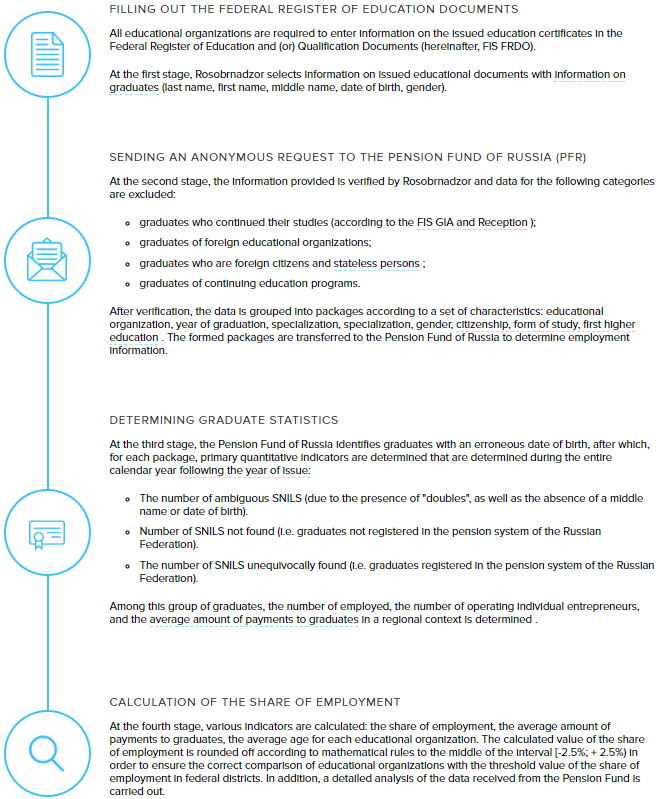 FILLING OUT THE FEDERAL REGISTER OF EDUCATION DOCUMENTS
All educational organizations are required to enter information on the issued education certificates in the
Federal Register of Education and (or) Qualification Documents (hereinafter, FIS FRDO).
At the first stage, Rosobrnadzor selects information on issued educational documents with information on
graduates (last name, first name, middle name, date of birth, gender).
SENDING AN ANONYMOUS REQUEST TO THE PENSION FUND OF RUSSIA (PFR)
At the second stage, the information provided is verified by Rosobrnadzor and data for the following categories
are excluded:
graduates who continued their studies (according to the FIS GIA and Reception );
graduates of foreign educational organizations;
graduates who are foreign citizens and stateless persons ;
graduates of continuing education programs.
After verification, the data is grouped into packages according to a set of characteristics: educational
organization, year of graduation, specialization, specialization, gender, citizenship, form of study, first higher
education . The formed packages are transferred to the Pension Fund of Russia to determine employment
information.
DETERMINING GRADUATE STATISTICS
At the third stage, the Pension Fund of Russia identifies graduates with an erroneous date of birth, after which,
for each package, primary quantitative indicators are determined that are determined during the entire
calendar year following the year of issue:
The number of ambiguous SNILS (due to the presence of "doubles", as well as the absence of a middle
name or date of birth).
Number of SNILS not found (i.e. graduates not registered in the pension system of the Russian
Federation).
The number of SNILS unequivocally found (i.e. graduates registered in the pension system of the Russian
Federation).
Among this group of graduates, the number of employed, the number of operating individual entrepreneurs,
and the average amount of payments to graduates in a regional context is determined .
CALCULATION OF THE SHARE OF EMPLOYMENT
At the fourth stage, various indicators are calculated: the share of employment, the average amount of
payments to graduates, the average age for each educational organization. The calculated value of the share
of employment is rounded off according to mathematical rules to the middle of the interval [-2.5%; + 2.5%) in
order to ensure the correct comparison of educational organizations with the threshold value of the share of
employment in federal districts. In addition, a detailed analysis of the data received from the Pension Fund is
carried out.